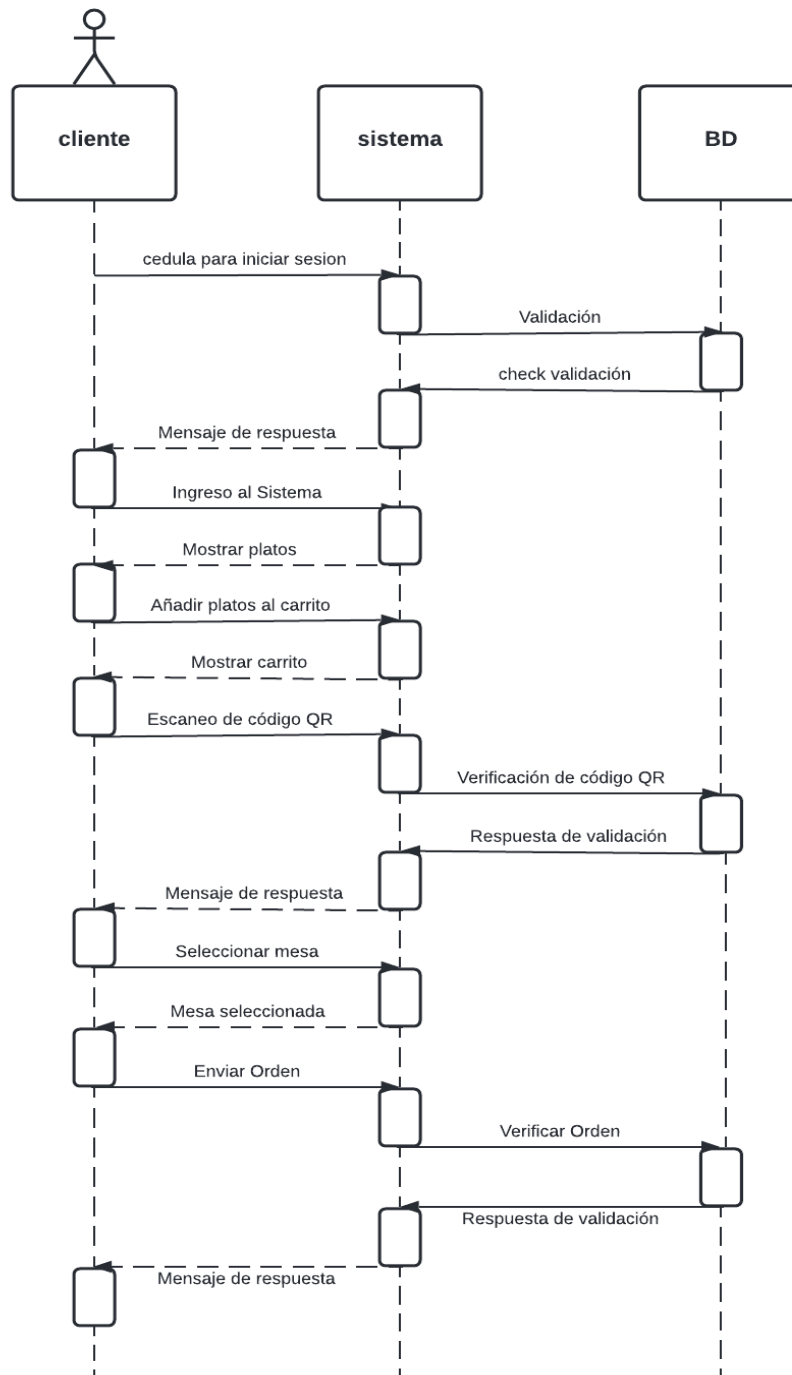 cliente
sistema
BD
cedula para iniciar sesion
Validación
check validación
Mensaje de respuesta
Ingreso al Sistema
Mostrar platos
Añadir platos al carrito
Mostrar carrito
Escaneo de código QR
Verificación de código QR
Respuesta de validación
Mensaje de respuesta
Seleccionar mesa
Mesa seleccionada
Enviar Orden
Verificar Orden
Respuesta de validación
Mensaje de respuesta